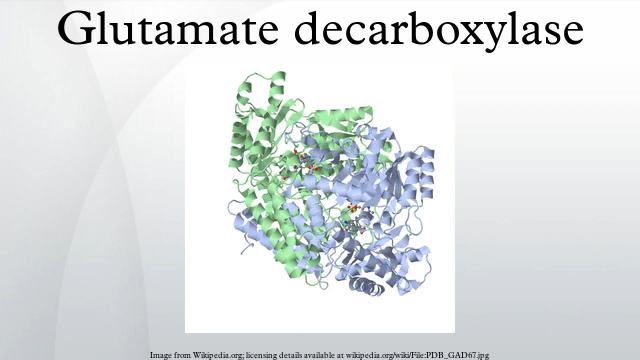 Glutamate decarboxylase
Image from Wikipedia.org; licensing details available at wikipedia.org/wiki/File:PDB_GAD67.jpg